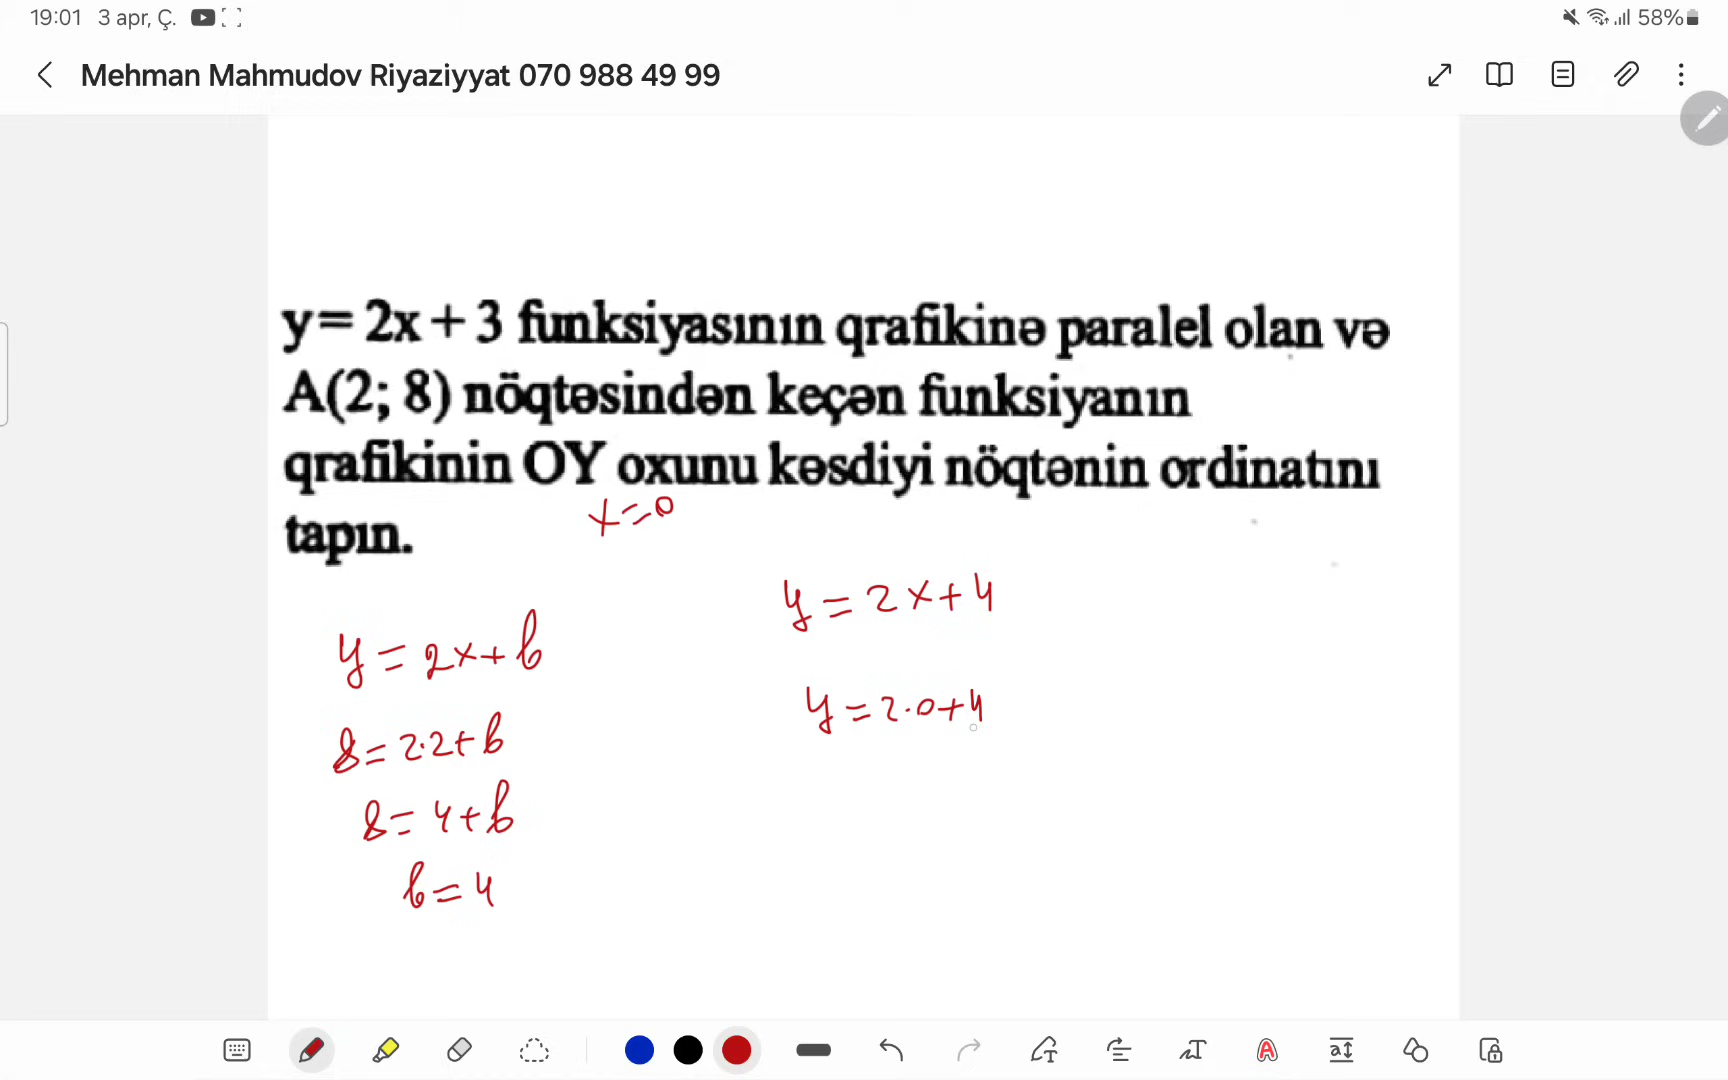 19:01 3 apr, Ç. 58%
Mehman Mahmudov Riyaziyyat 070 988 49 99
y= 2x + 3 funksiyasının qrafikinə paralel olan və
A(2; 8) nöqtəsindən keçən funksiyanın
qrafikinin OY oxunu kəsdiyi nöqtənin ordinatını
tapın.
x=0
y = 2x+b
8= 2·2+b
8= 4+b
b=4
y = 2x+4
y = 2·0+4